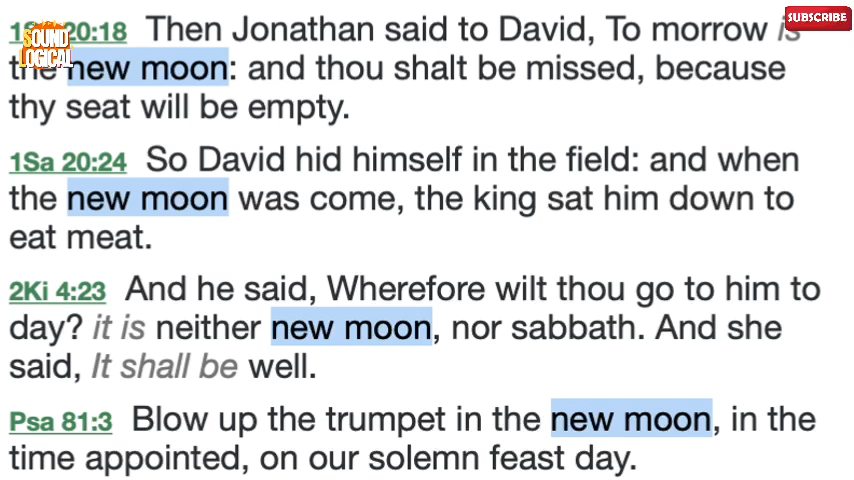 SUBSCRIBE
SOUND
LOGICAL
20:18 Then Jonathan said to David, To morrow is
the new moon: and thou shalt be missed, because
thy seat will be empty.
1Sa 20:24 So David hid himself in the field: and when
the new moon was come, the king sat him down to
eat meat.
2Ki 4:23 And he said, Wherefore wilt thou go to him to
day? it is neither new moon, nor sabbath. And she
said, It shall be well.
Psa 81:3 Blow up the trumpet in the new moon, in the
time appointed, on our solemn feast day.